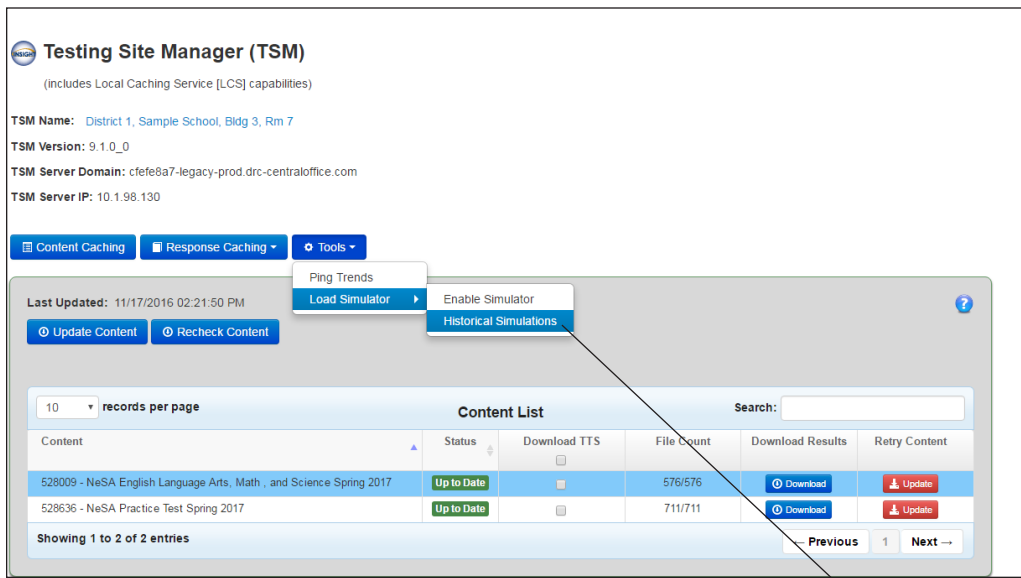 INSIGHT Testing Site Manager (TSM)
(includes Local Caching Service [LCS] capabilities)
TSM Name: District 1, Sample School, Bldg 3, Rm 7
TSM Version: 9.1.0_0
TSM Server Domain: cfefe8a7-legacy-prod.drc-centraloffice.com
TSM Server IP: 10.1.98.130
Content Caching Response Caching Tools
Ping Trends
Load Simulator Enable Simulator
Historical Simulations
Last Updated: 11/17/2016 02:21:50 PM ?
Update Content Recheck Content
10 records per page Content List Search:
Content Status Download TTS File Count Download Results Retry Content
528009 - NeSA English Language Arts, Math , and Science Spring 2017 Up to Date 576/576 Download Update
528636 - NeSA Practice Test Spring 2017 Up to Date 711/711 Download Update
Showing 1 to 2 of 2 entries ← Previous 1 Next →